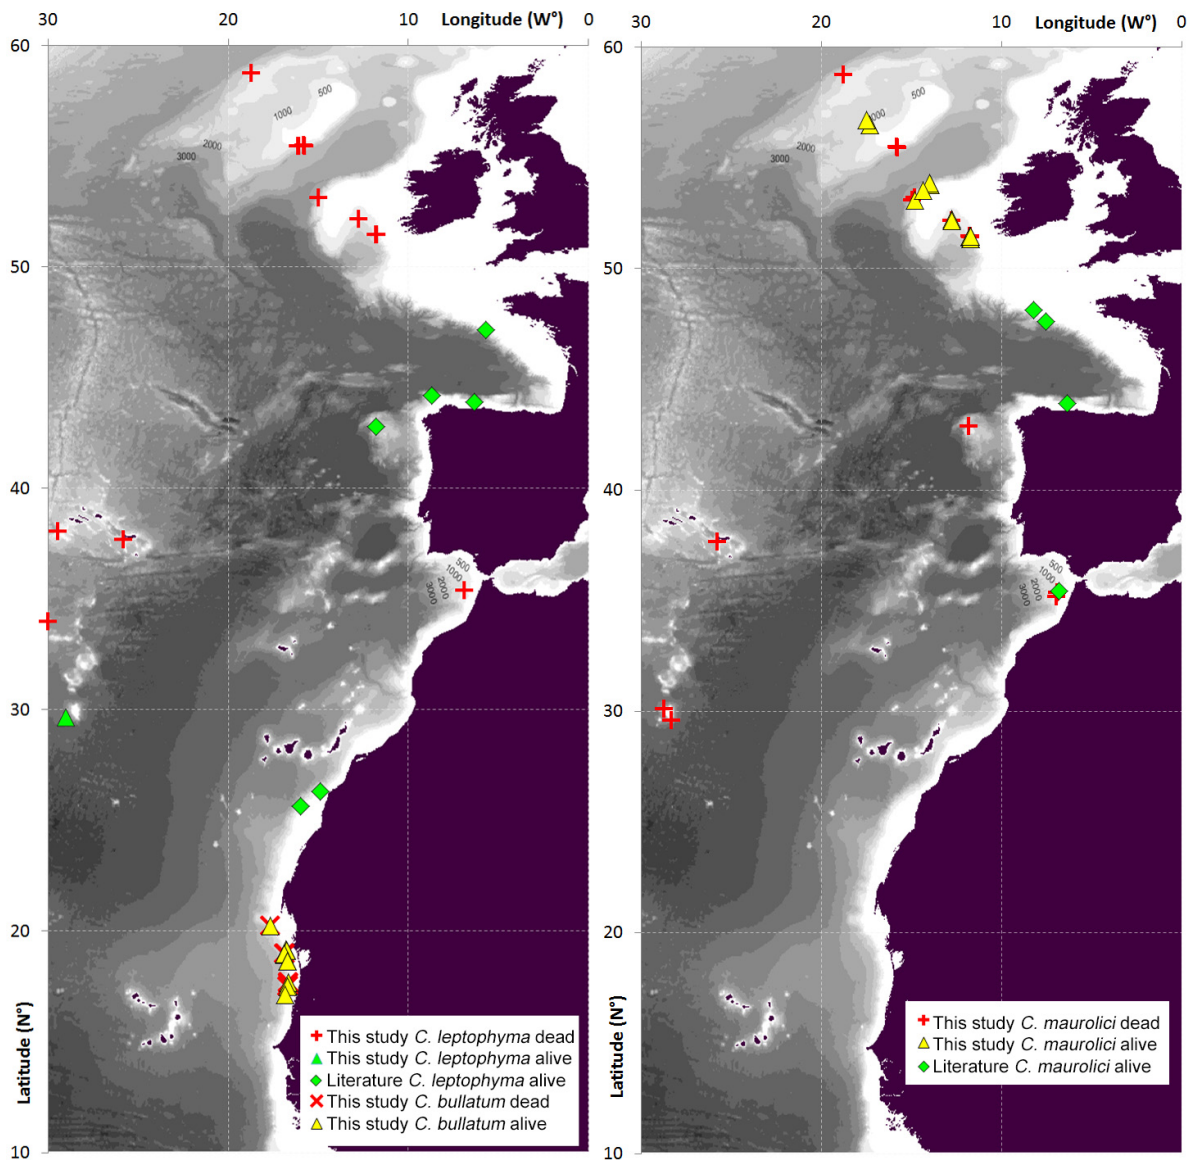 30 20 10 Longitude (W°) 0
60
500
1000
2000
3000
50
40
500
1000
2000
3000
30
20
Latitude (N°)
10
This study C. leptophyma dead
This study C. leptophyma alive
Literature C. leptophyma alive
This study C. bullatum dead
This study C. bullatum alive
30 20 10 Longitude (W°) 0
60
500
1000
2000
3000
50
40
500
1000
2000
3000
30
20
Latitude (N°)
10
This study C. maurolici dead
This study C. maurolici alive
Literature C. maurolici alive